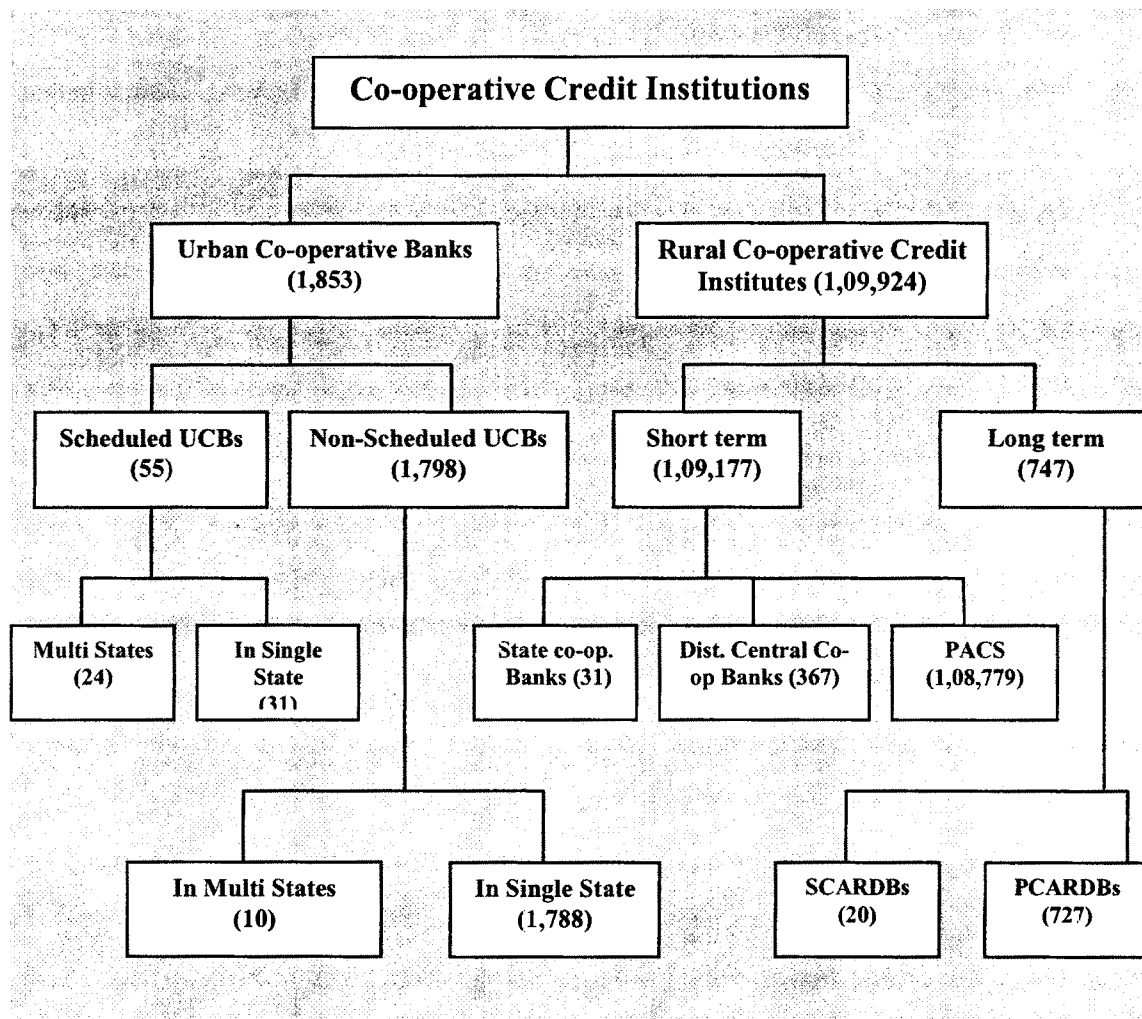 Co-operative Credit Institutions
Urban Co-operative Banks
(1,853)
Rural Co-operative Credit
Institutes (1,09,924)
Scheduled UCBs
(55)
Non-Scheduled UCBs
(1,798)
Short term
(1,09,177)
Long term
(747)
Multi States
(24)
In Single
State
(31)
State co-op.
Banks (31)
Dist. Central Co-
op Banks (367)
PACS
(1,08,779)
In Multi States
(10)
In Single State
(1,788)
SCARDBs
(20)
PCARDBs
(727)